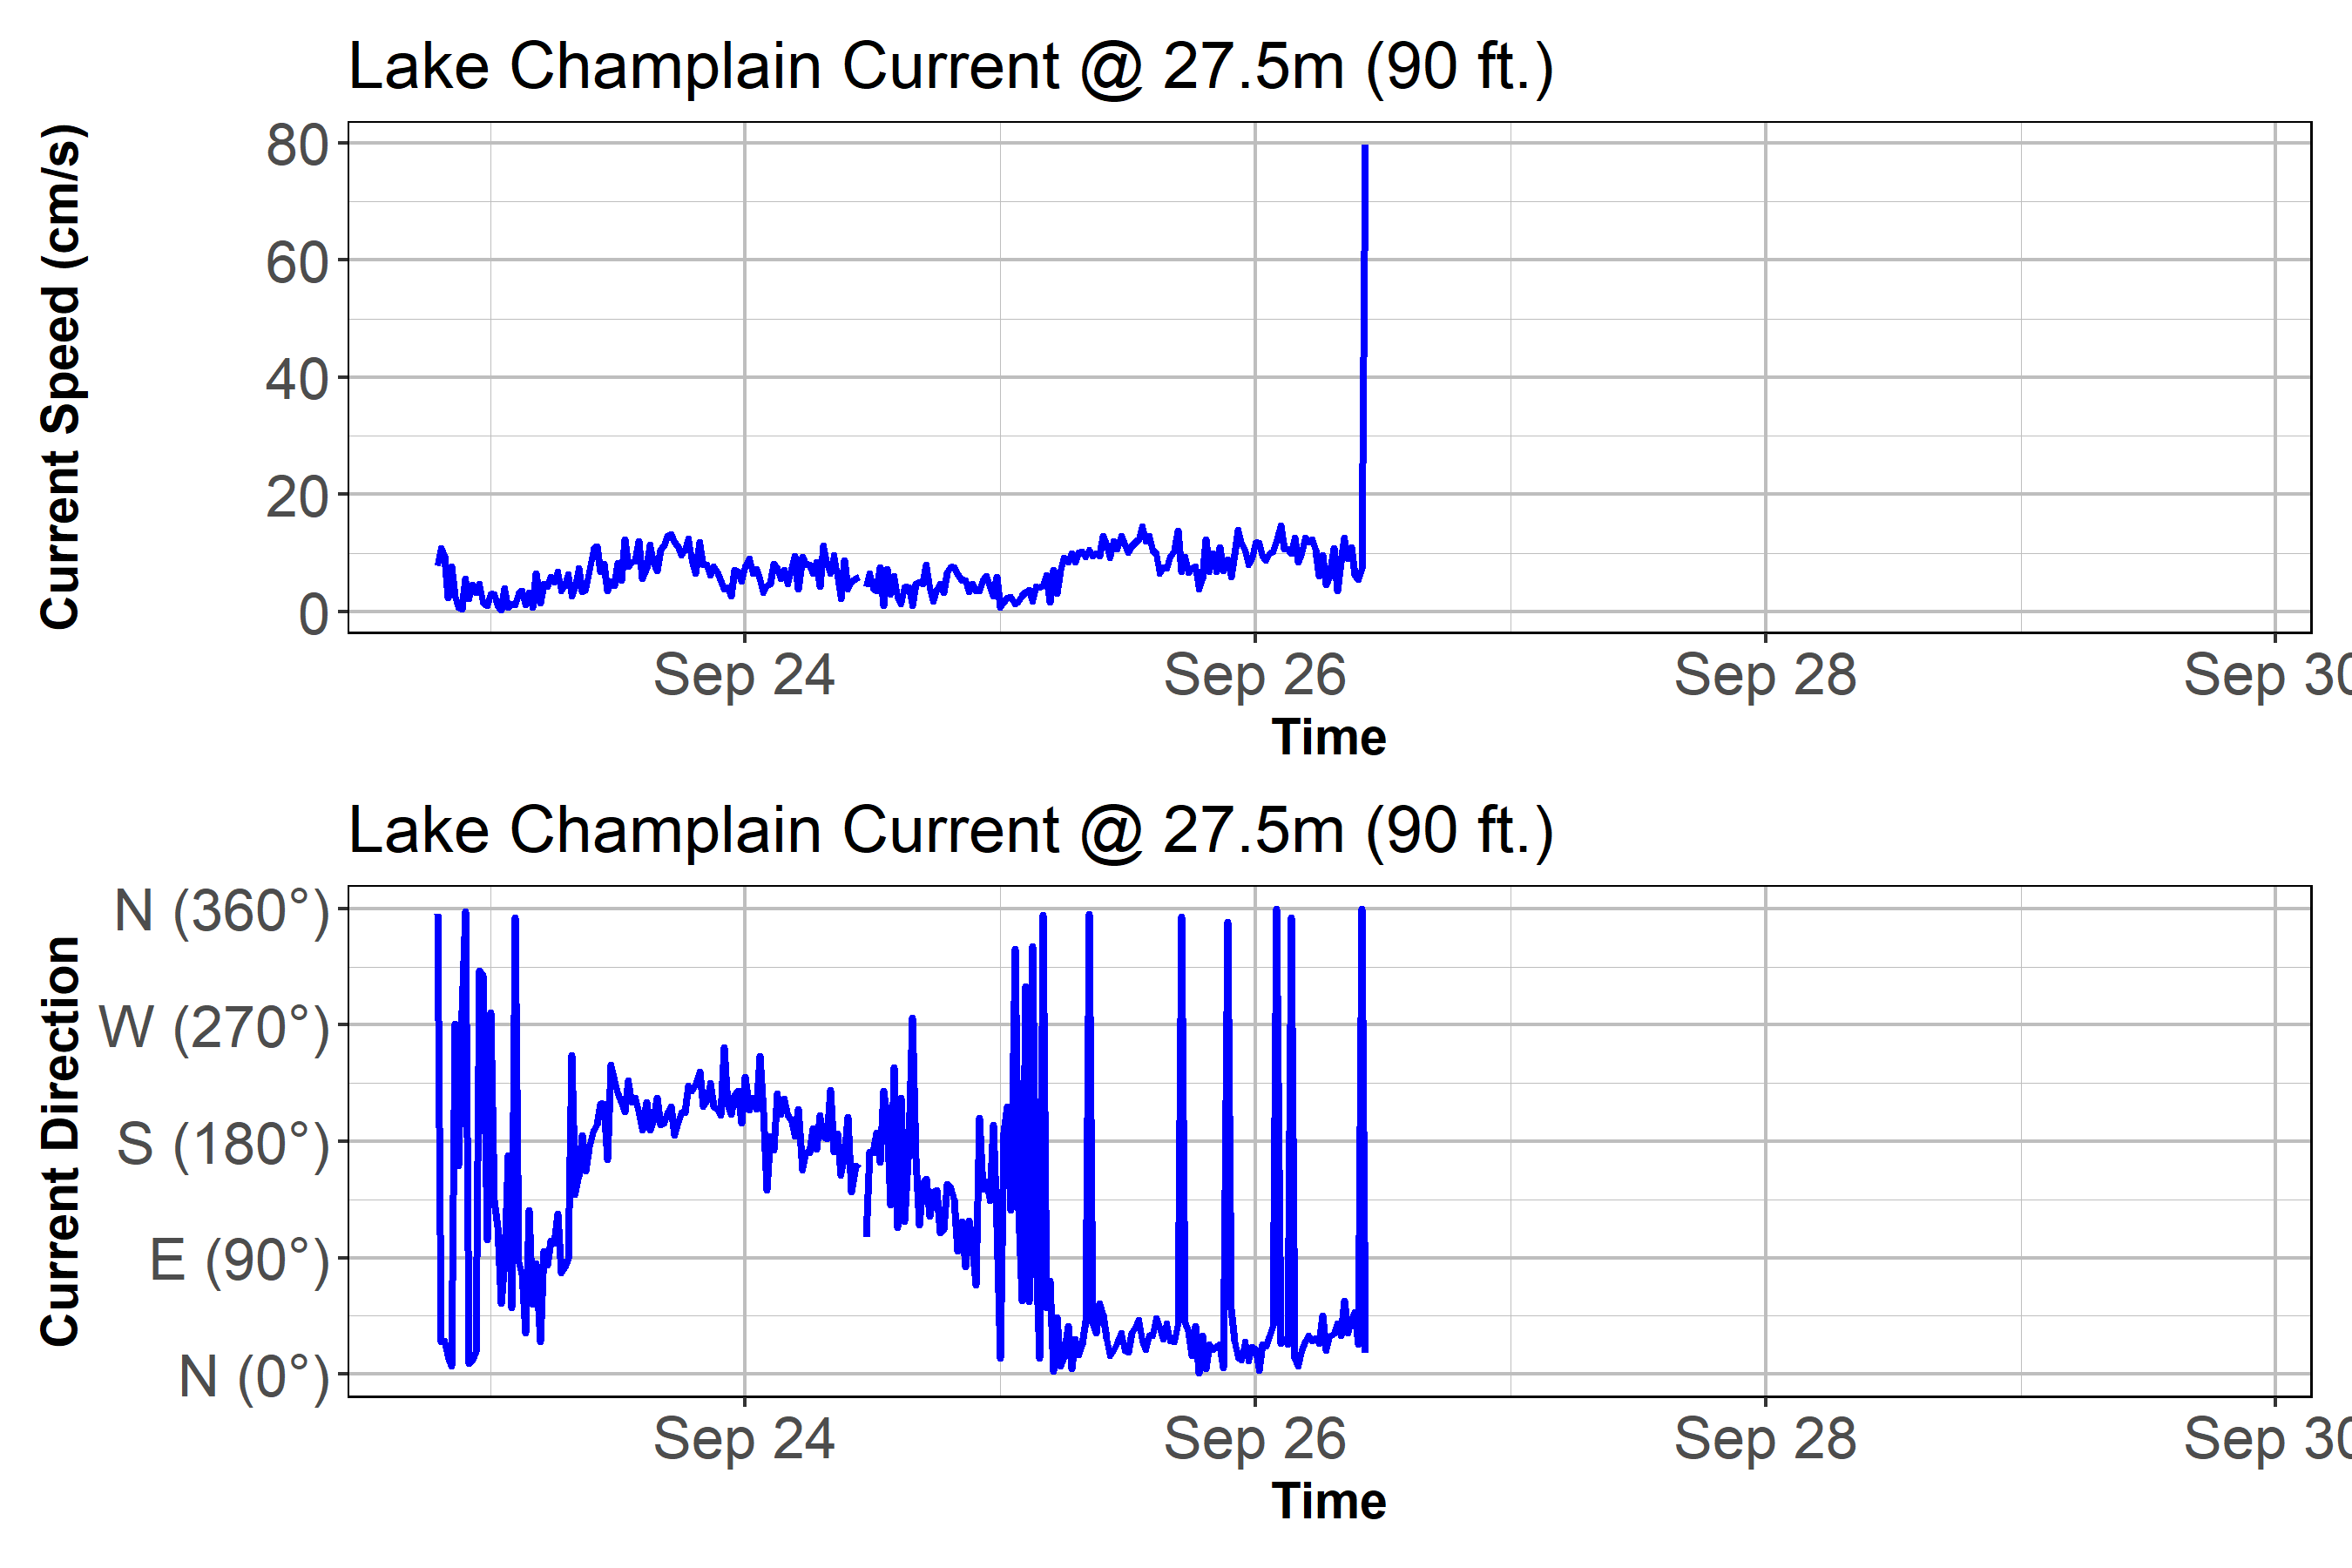 Lake Champlain Current @ 27.5m (90 ft.)
Current Speed (cm/s)
80
60
40
20
0
Sep 24 Sep 26 Sep 28 Sep 30
Time
Lake Champlain Current @ 27.5m (90 ft.)
Current Direction
N (360°)
W (270°)
S (180°)
E (90°)
N (0°)
Sep 24 Sep 26 Sep 28 Sep 30
Time